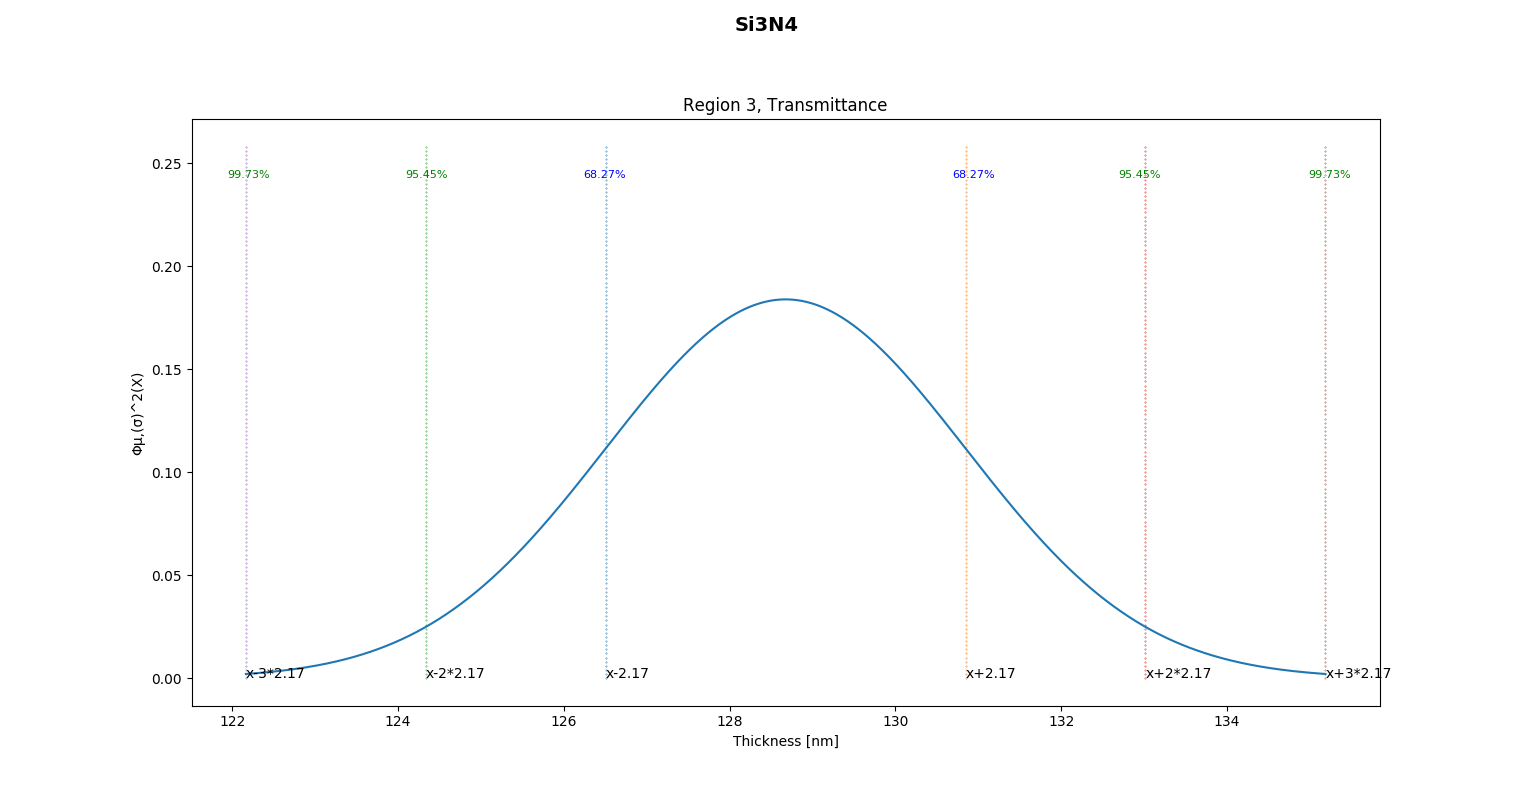 Si3N4
Region 3, Transmittance
0.25
99.73% 95.45% 68.27% 68.27% 95.45% 99.73%
0.20
0.15
Φμ,(σ)^2(X)
0.10
0.05
0.00
x-3*2.17 x-2*2.17 x-2.17 x+2.17 x+2*2.17 x+3*2.17
122 124 126 128 130 132 134
Thickness [nm]